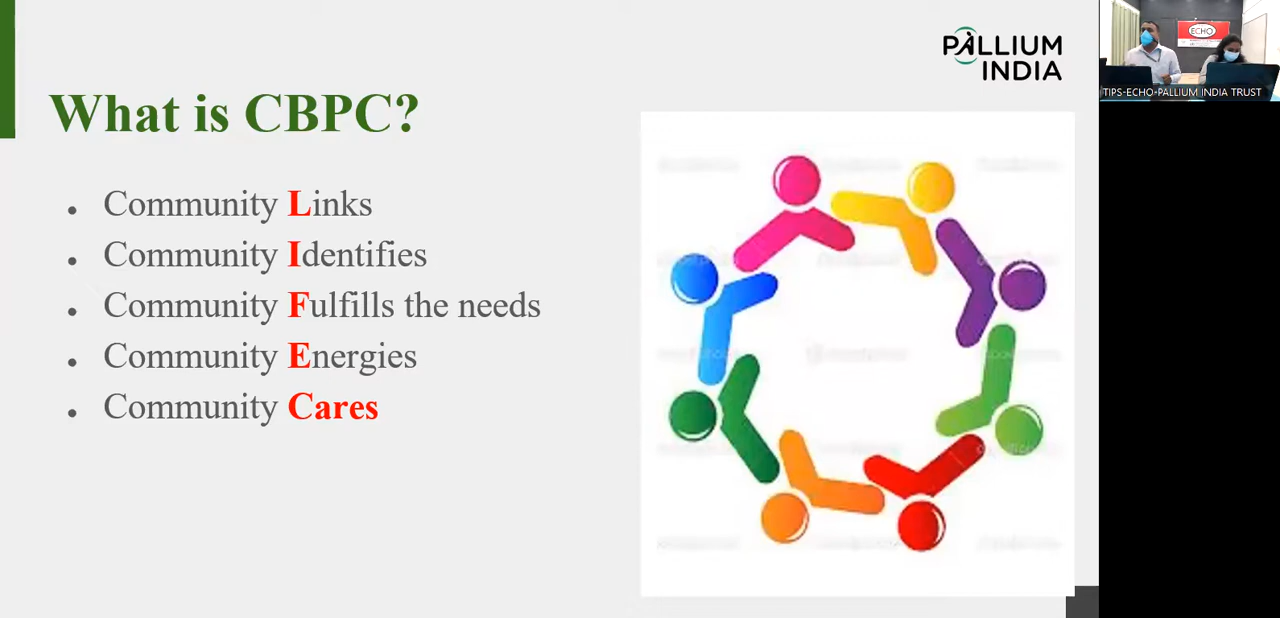 PALLIUM
INDIA
What is CBPC?
Community Links
Community Identifies
Community Fulfills the needs
Community Energies
Community Cares
ECHO
TIPS-ECHO-PALLIUM INDIA TRUST